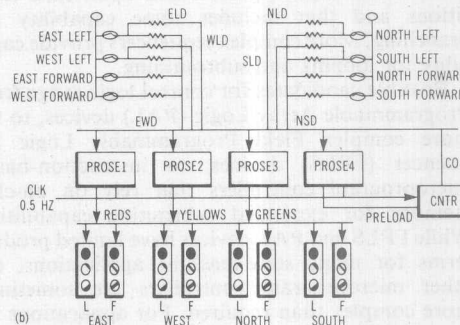 ELD
NLD
EAST LEFT
WLD
NORTH LEFT
WEST LEFT
SLD
SOUTH LEFT
EAST FORWARD
NORTH FORWAR
WEST FORWARD
SOUTH FORWAR
EWD
NSD
PROSE1
PROSE2
PROSE3
PROSE4
CO
CLK
0.5 HZ
CNTR
REDS
YELLOWS
GREENS
PRELOAD
L F L F L F L F
(b) EAST WEST NORTH SOUTH